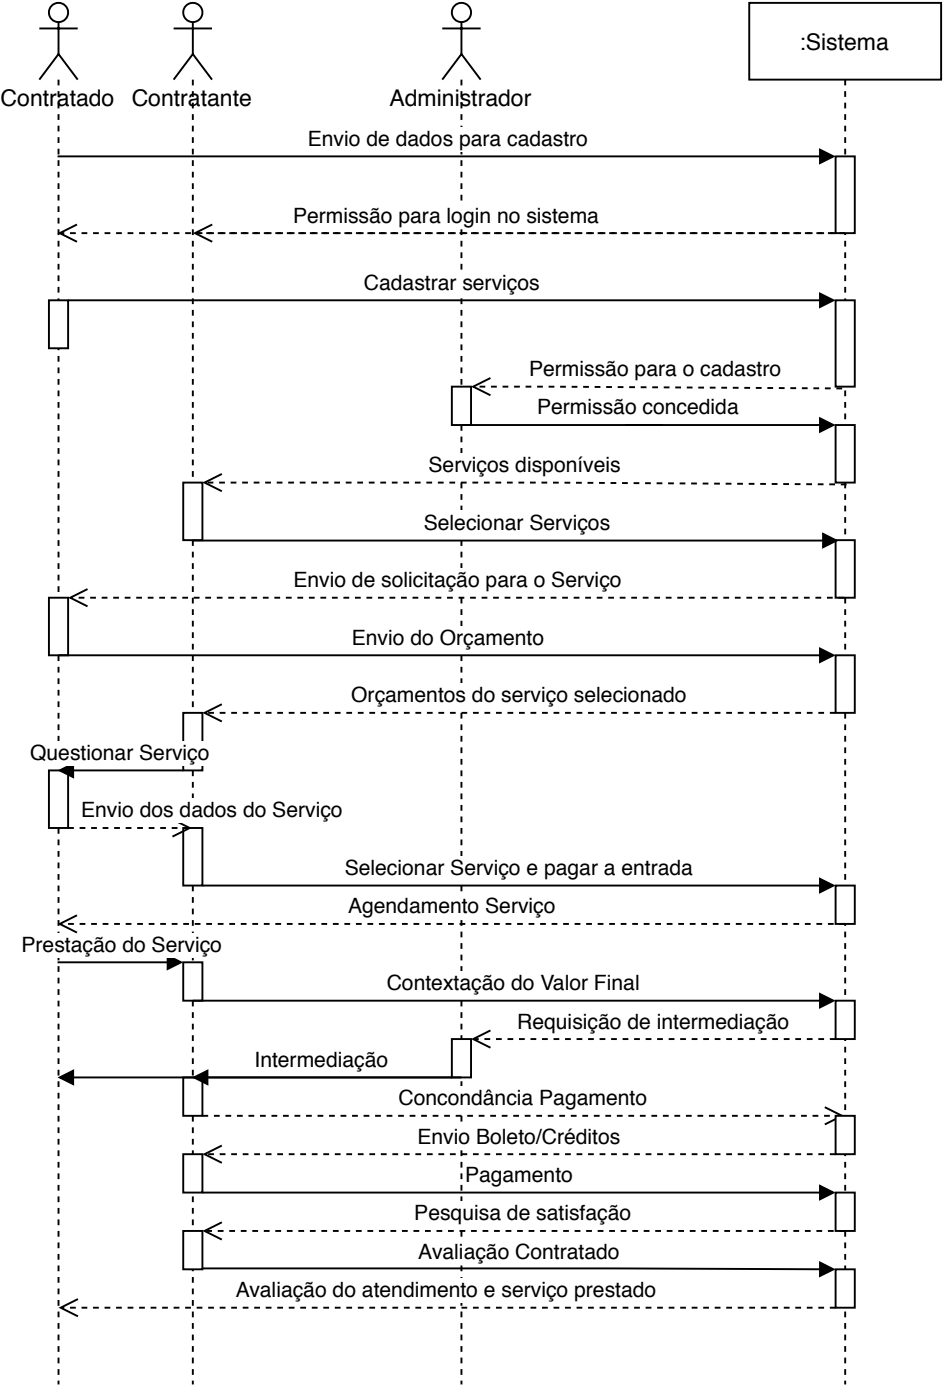 :Sistema
Contratado
Contratante
Administrador
Envio de dados para cadastro
Permissão para login no sistema
Cadastrar serviços
Permissão para o cadastro
Permissão concedida
Serviços disponíveis
Selecionar Serviços
Envio de solicitação para o Serviço
Envio do Orçamento
Orçamentos do serviço selecionado
Questionar Serviço
Envio dos dados do Serviço
Selecionar Serviço e pagar a entrada
Agendamento Serviço
Prestação do Serviço
Contextação do Valor Final
Requisição de intermediação
Intermediação
Concondância Pagamento
Envio Boleto/Créditos
Pagamento
Pesquisa de satisfação
Avaliação Contratado
Avaliação do atendimento e serviço prestado